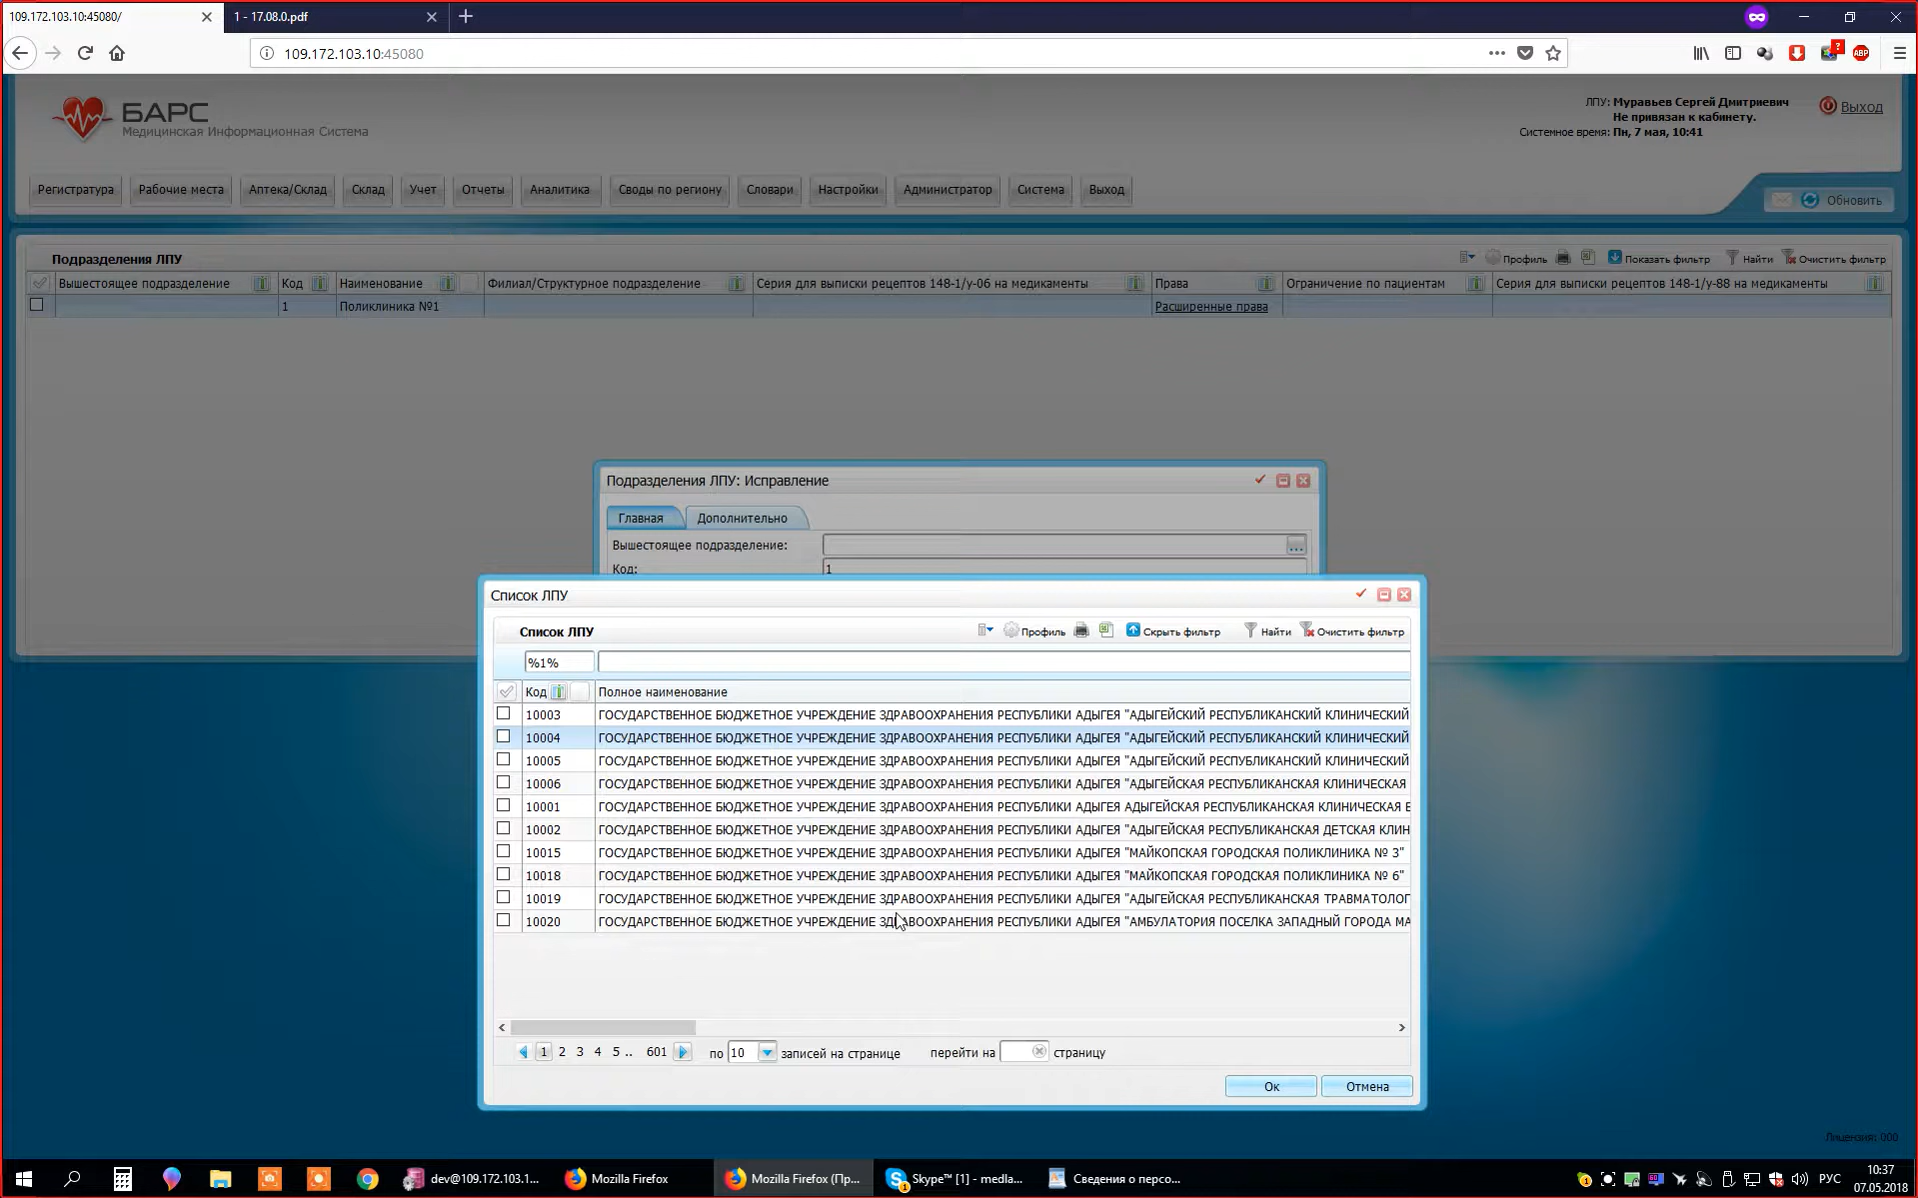 109.172.103.10:45080/
1 - 17.08.0.pdf
109.172.103.10:45080
ABP
БАРС
Медицинская Информационная Система
ЛПУ: Муравьев Сергей Дмитриевич
Не привязан к кабинету.
Системное время: Пн, 7 мая, 10:41
Выход
Регистратура Рабочие места Аптека/Склад Склад Учет Отчеты Аналитика Своды по региону Словари Настройки Администратор Система Выход
Обновить
Подразделения ЛПУ
Профиль Показать фильтр Найти Очистить фильтр
Вышестоящее подразделение Код Наименование Филиал/Структурное подразделение Серия для выписки рецептов 148-1/у-06 на медикаменты Права Ограничение по пациентам Серия для выписки рецептов 148-1/у-88 на медикаменты
1 Поликлиника №1 Расширенные права
Подразделения ЛПУ: Исправление
Главная Дополнительно
Вышестоящее подразделение: ...
Код: 1
Список ЛПУ
Список ЛПУ Профиль Скрыть фильтр Найти Очистить фильтр
%1%
Код Полное наименование
10003 ГОСУДАРСТВЕННОЕ БЮДЖЕТНОЕ УЧРЕЖДЕНИЕ ЗДРАВООХРАНЕНИЯ РЕСПУБЛИКИ АДЫГЕЯ "АДЫГЕЙСКИЙ РЕСПУБЛИКАНСКИЙ КЛИНИЧЕСКИЙ
10004 ГОСУДАРСТВЕННОЕ БЮДЖЕТНОЕ УЧРЕЖДЕНИЕ ЗДРАВООХРАНЕНИЯ РЕСПУБЛИКИ АДЫГЕЯ "АДЫГЕЙСКИЙ РЕСПУБЛИКАНСКИЙ КЛИНИЧЕСКИЙ
10005 ГОСУДАРСТВЕННОЕ БЮДЖЕТНОЕ УЧРЕЖДЕНИЕ ЗДРАВООХРАНЕНИЯ РЕСПУБЛИКИ АДЫГЕЯ "АДЫГЕЙСКИЙ РЕСПУБЛИКАНСКИЙ КЛИНИЧЕСКИЙ
10006 ГОСУДАРСТВЕННОЕ БЮДЖЕТНОЕ УЧРЕЖДЕНИЕ ЗДРАВООХРАНЕНИЯ РЕСПУБЛИКИ АДЫГЕЯ "АДЫГЕЙСКАЯ РЕСПУБЛИКАНСКАЯ КЛИНИЧЕСКАЯ
10001 ГОСУДАРСТВЕННОЕ БЮДЖЕТНОЕ УЧРЕЖДЕНИЕ ЗДРАВООХРАНЕНИЯ РЕСПУБЛИКИ АДЫГЕЯ АДЫГЕЙСКАЯ РЕСПУБЛИКАНСКАЯ КЛИНИЧЕСКАЯ
10002 ГОСУДАРСТВЕННОЕ БЮДЖЕТНОЕ УЧРЕЖДЕНИЕ ЗДРАВООХРАНЕНИЯ РЕСПУБЛИКИ АДЫГЕЯ "АДЫГЕЙСКАЯ РЕСПУБЛИКАНСКАЯ ДЕТСКАЯ КЛИН
10015 ГОСУДАРСТВЕННОЕ БЮДЖЕТНОЕ УЧРЕЖДЕНИЕ ЗДРАВООХРАНЕНИЯ РЕСПУБЛИКИ АДЫГЕЯ "МАЙКОПСКАЯ ГОРОДСКАЯ ПОЛИКЛИНИКА № 3"
10018 ГОСУДАРСТВЕННОЕ БЮДЖЕТНОЕ УЧРЕЖДЕНИЕ ЗДРАВООХРАНЕНИЯ РЕСПУБЛИКИ АДЫГЕЯ "МАЙКОПСКАЯ ГОРОДСКАЯ ПОЛИКЛИНИКА № 6"
10019 ГОСУДАРСТВЕННОЕ БЮДЖЕТНОЕ УЧРЕЖДЕНИЕ ЗДРАВООХРАНЕНИЯ РЕСПУБЛИКИ АДЫГЕЯ "АДЫГЕЙСКАЯ РЕСПУБЛИКАНСКАЯ ТРАВМАТОЛОГ
10020 ГОСУДАРСТВЕННОЕ БЮДЖЕТНОЕ УЧРЕЖДЕНИЕ ЗДРАВООХРАНЕНИЯ РЕСПУБЛИКИ АДЫГЕЯ "АМБУЛАТОРИЯ ПОСЕЛКА ЗАПАДНЫЙ ГОРОДА МА
1 2 3 4 5 .. 601 по 10 записей на странице перейти на страницу
Ок Отмена
Лицензия: 000
dev@109.172.103.1... Mozilla Firefox Mozilla Firefox (Пр... Skype™ [1] - medla... Сведения о персо... РУС
10:37
07.05.2018